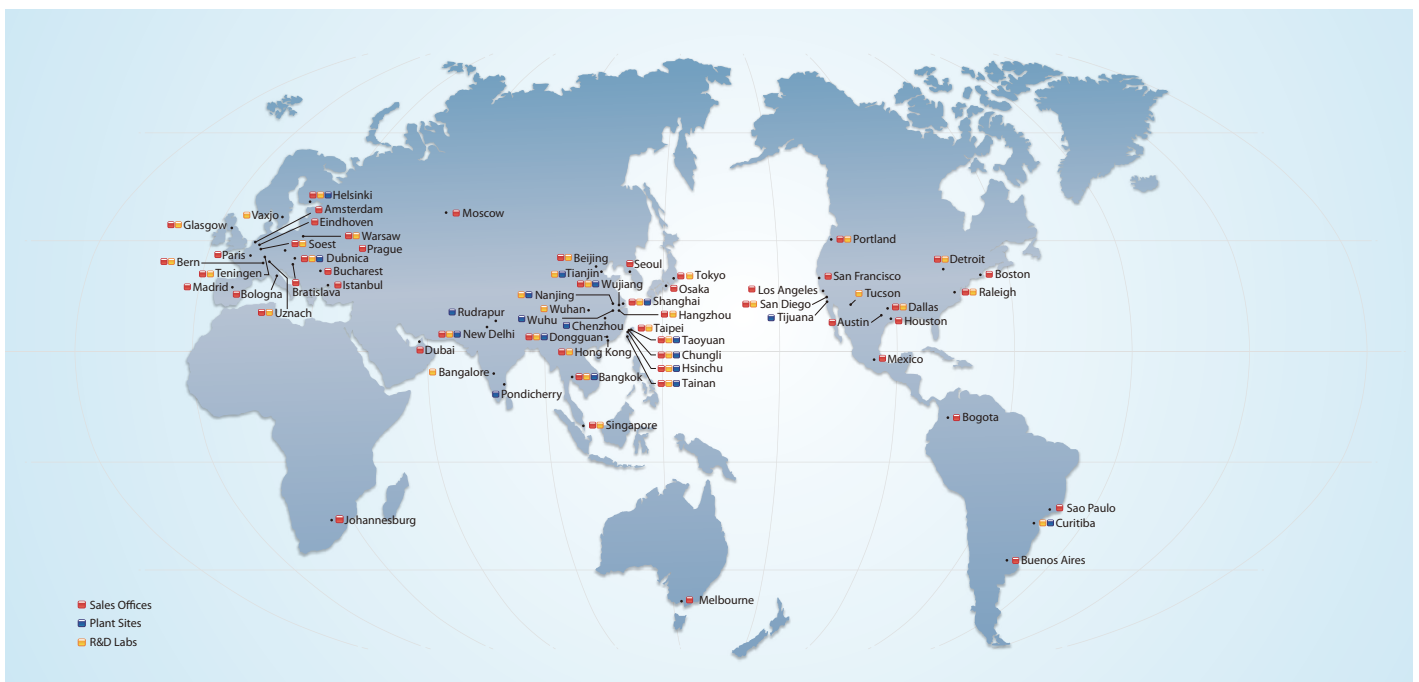 Helsinki
Amsterdam
Vaxjo
Moscow
Glasgow
Eindhoven
Warsaw
Soest
Prague
Paris
Dubnica
Bern
Bucharest
Teningen
Istanbul
Madrid
Bologna
Bratislava
Uznach
Beijing
Seoul
Tianjin
Tokyo
Wujiang
Osaka
Nanjing
Shanghai
Wuhan
Hangzhou
Rudrapur
Wuhu
Chenzhou
Taipei
New Delhi
Dongguan
Taoyuan
Dubai
Hong Kong
Chungli
Hsinchu
Bangalore
Bangkok
Tainan
Pondicherry
Singapore
Portland
Detroit
San Francisco
Boston
Los Angeles
Tucson
Raleigh
San Diego
Dallas
Tijuana
Austin
Houston
Mexico
Bogota
Johannesburg
Sao Paulo
Curitiba
Buenos Aires
Melbourne
Sales Offices
Plant Sites
R&D Labs